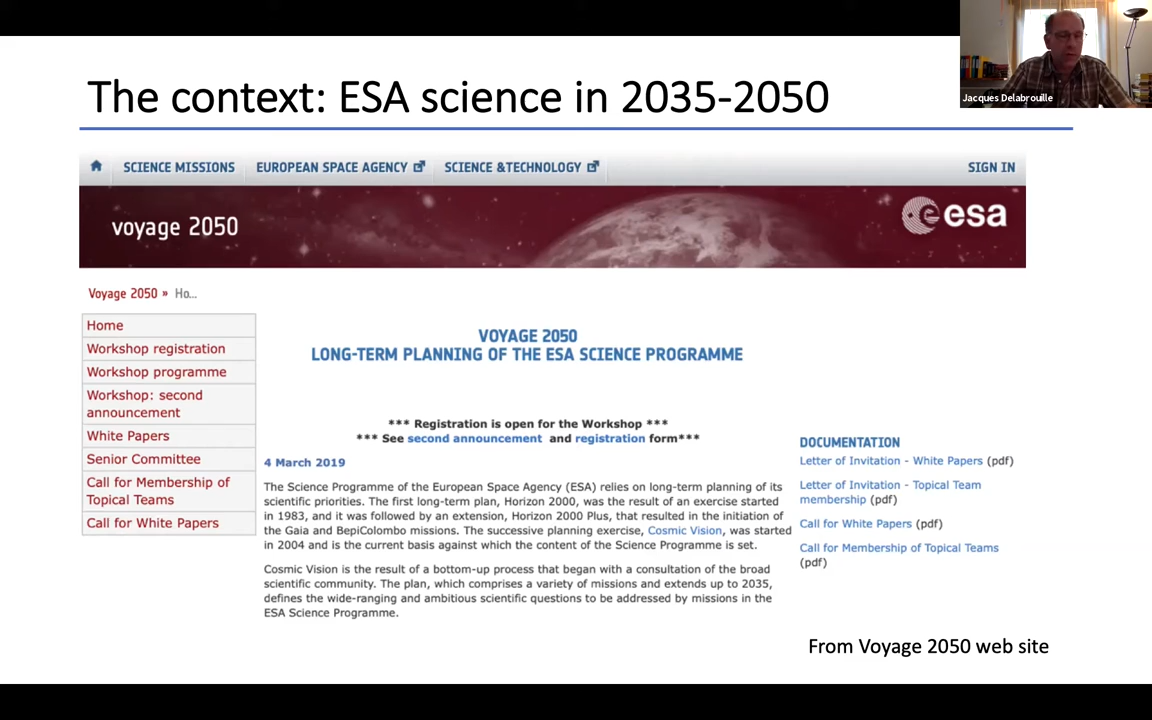 Jacques Delabrouille
The context: ESA science in 2035-2050
SCIENCE MISSIONS
EUROPEAN SPACE AGENCY
SCIENCE &TECHNOLOGY
SIGN IN
voyage 2050
esa
Voyage 2050 » Ho...
Home
Workshop registration
Workshop programme
Workshop: second
announcement
White Papers
Senior Committee
Call for Membership of
Topical Teams
Call for White Papers
VOYAGE 2050
LONG-TERM PLANNING OF THE ESA SCIENCE PROGRAMME
*** Registration is open for the Workshop ***
*** See second announcement and registration form***
4 March 2019
The Science Programme of the European Space Agency (ESA) relies on long-term planning of its
scientific priorities. The first long-term plan, Horizon 2000, was the result of an exercise started
in 1983, and it was followed by an extension, Horizon 2000 Plus, that resulted in the initiation of
the Gaia and BepiColombo missions. The successive planning exercise, Cosmic Vision, was started
in 2004 and is the current basis against which the content of the Science Programme is set.
Cosmic Vision is the result of a bottom-up process that began with a consultation of the broad
scientific community. The plan, which comprises a variety of missions and extends up to 2035,
defines the wide-ranging and ambitious scientific questions to be addressed by missions in the
ESA Science Programme.
DOCUMENTATION
Letter of Invitation - White Papers (pdf)
Letter of Invitation - Topical Team
membership (pdf)
Call for White Papers (pdf)
Call for Membership of Topical Teams
(pdf)
From Voyage 2050 web site